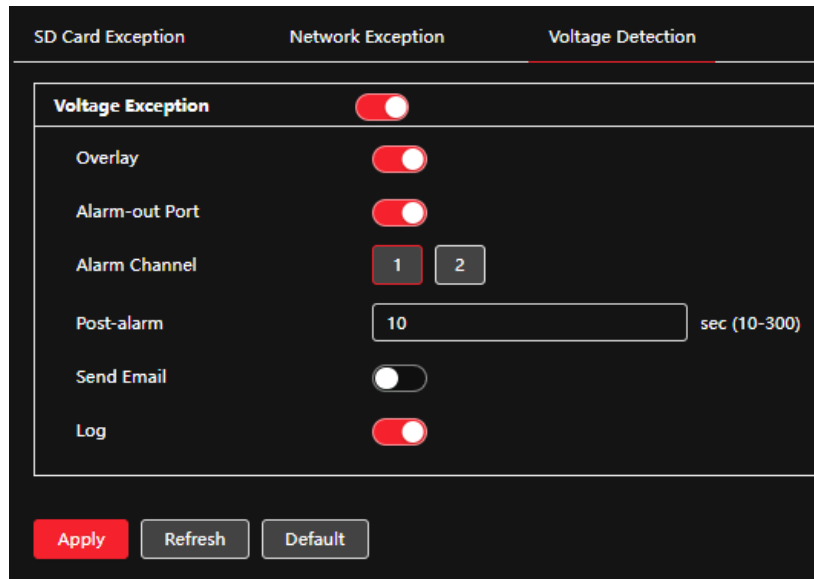 SD Card Exception Network Exception Voltage Detection
Voltage Exception
Overlay
Alarm-out Port
Alarm Channel 1 2
Post-alarm 10 sec (10-300)
Send Email
Log
Apply Refresh Default